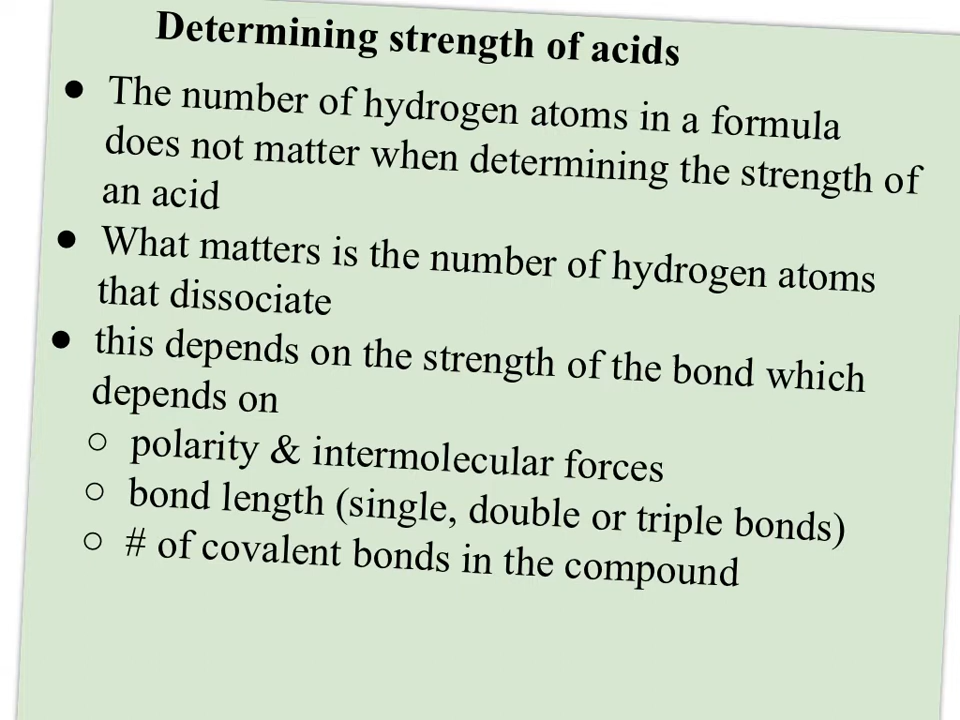 Determining strength of acids
● The number of hydrogen atoms in a formula
does not matter when determining the strength of
an acid
● What matters is the number of hydrogen atoms
that dissociate
● this depends on the strength of the bond which
depends on
○ polarity & intermolecular forces
○ bond length (single, double or triple bonds)
○ # of covalent bonds in the compound